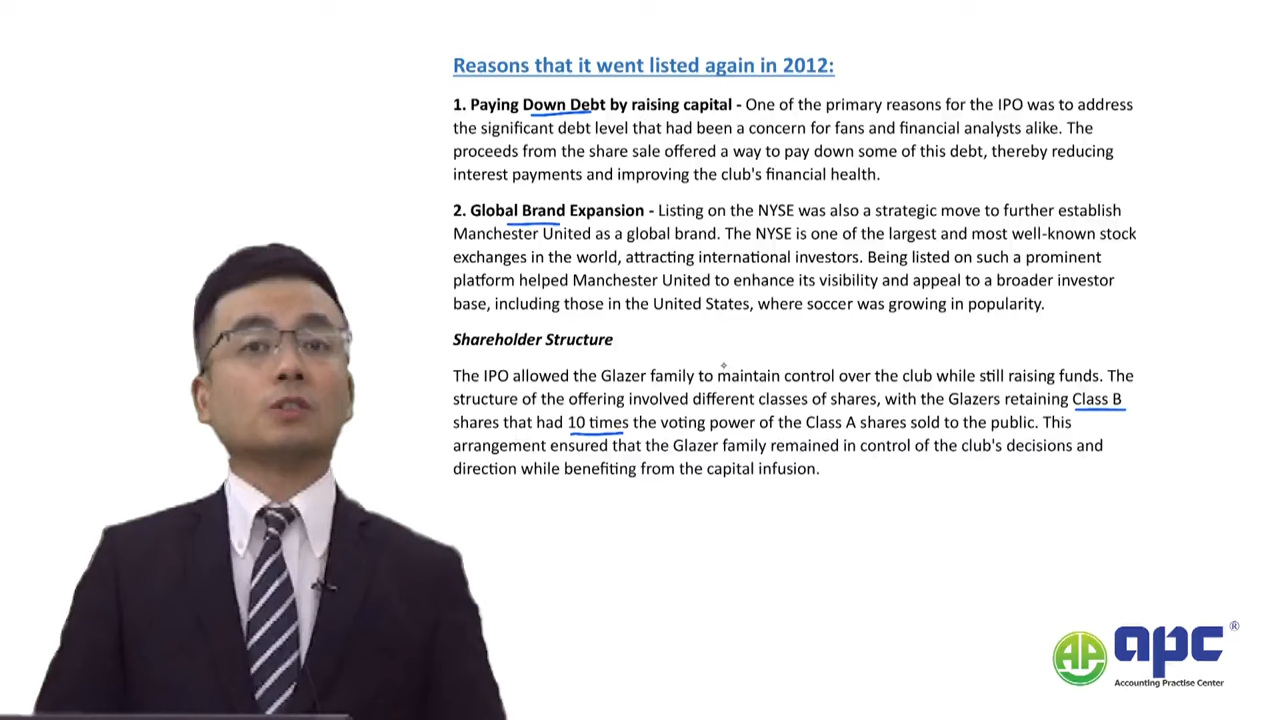 Reasons that it went listed again in 2012:
1. Paying Down Debt by raising capital - One of the primary reasons for the IPO was to address
the significant debt level that had been a concern for fans and financial analysts alike. The
proceeds from the share sale offered a way to pay down some of this debt, thereby reducing
interest payments and improving the club's financial health.
2. Global Brand Expansion - Listing on the NYSE was also a strategic move to further establish
Manchester United as a global brand. The NYSE is one of the largest and most well-known stock
exchanges in the world, attracting international investors. Being listed on such a prominent
platform helped Manchester United to enhance its visibility and appeal to a broader investor
base, including those in the United States, where soccer was growing in popularity.
Shareholder Structure
The IPO allowed the Glazer family to maintain control over the club while still raising funds. The
structure of the offering involved different classes of shares, with the Glazers retaining Class B
shares that had 10 times the voting power of the Class A shares sold to the public. This
arrangement ensured that the Glazer family remained in control of the club's decisions and
direction while benefiting from the capital infusion.
AP apc ®
Accounting Practise Center